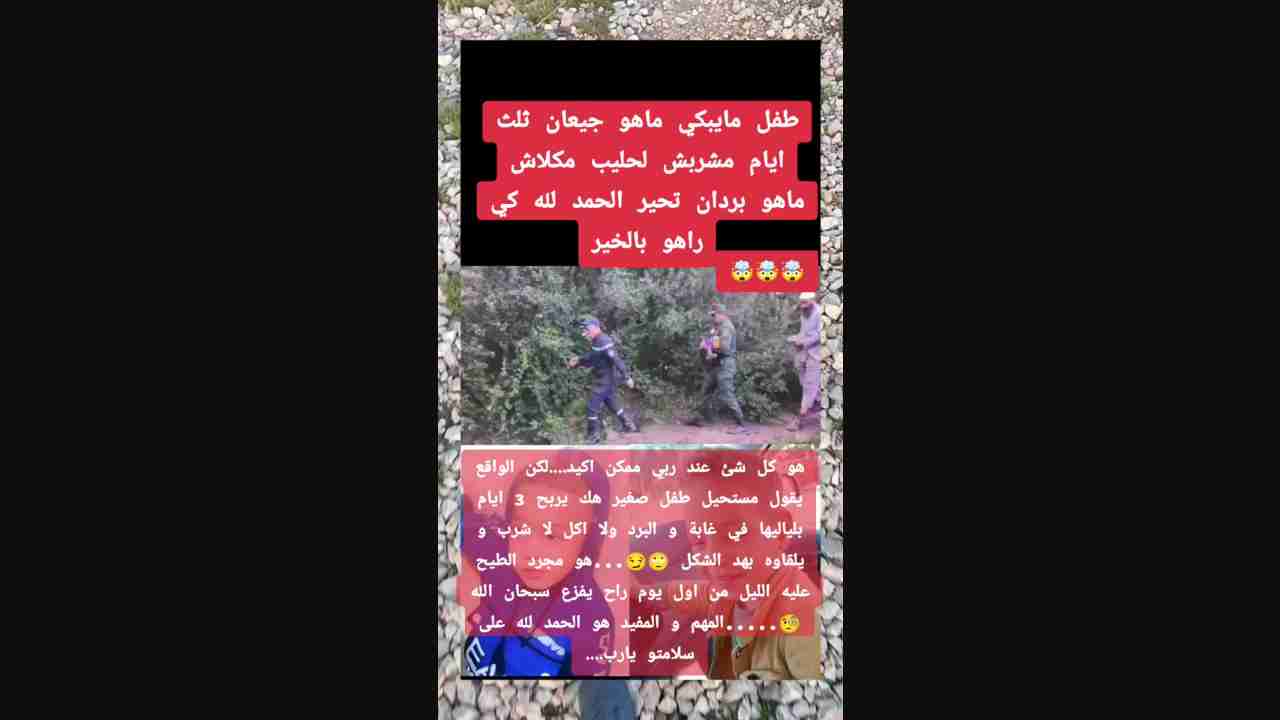 طفل مايبكي ماهو جيعان ثلث
ايام مشربش لحليب مكلاش
ماهو بردان تحير الحمد لله كي
راهو بالخير
🤯🤯🤯
هو كل شئ عند ربي ممكن اكيد....لكن الواقع
يقول مستحيل طفل صغير هك يربح 3 ايام
بلياليها في غابة و البرد ولا اكل لا شرب و
يلقاوه بهد الشكل 🙄😏...هو مجرد الطيح
عليه الليل من اول يوم راح يفزع سبحان الله
🧐.....المهم و المفيد هو الحمد لله على
سلامتو يارب....